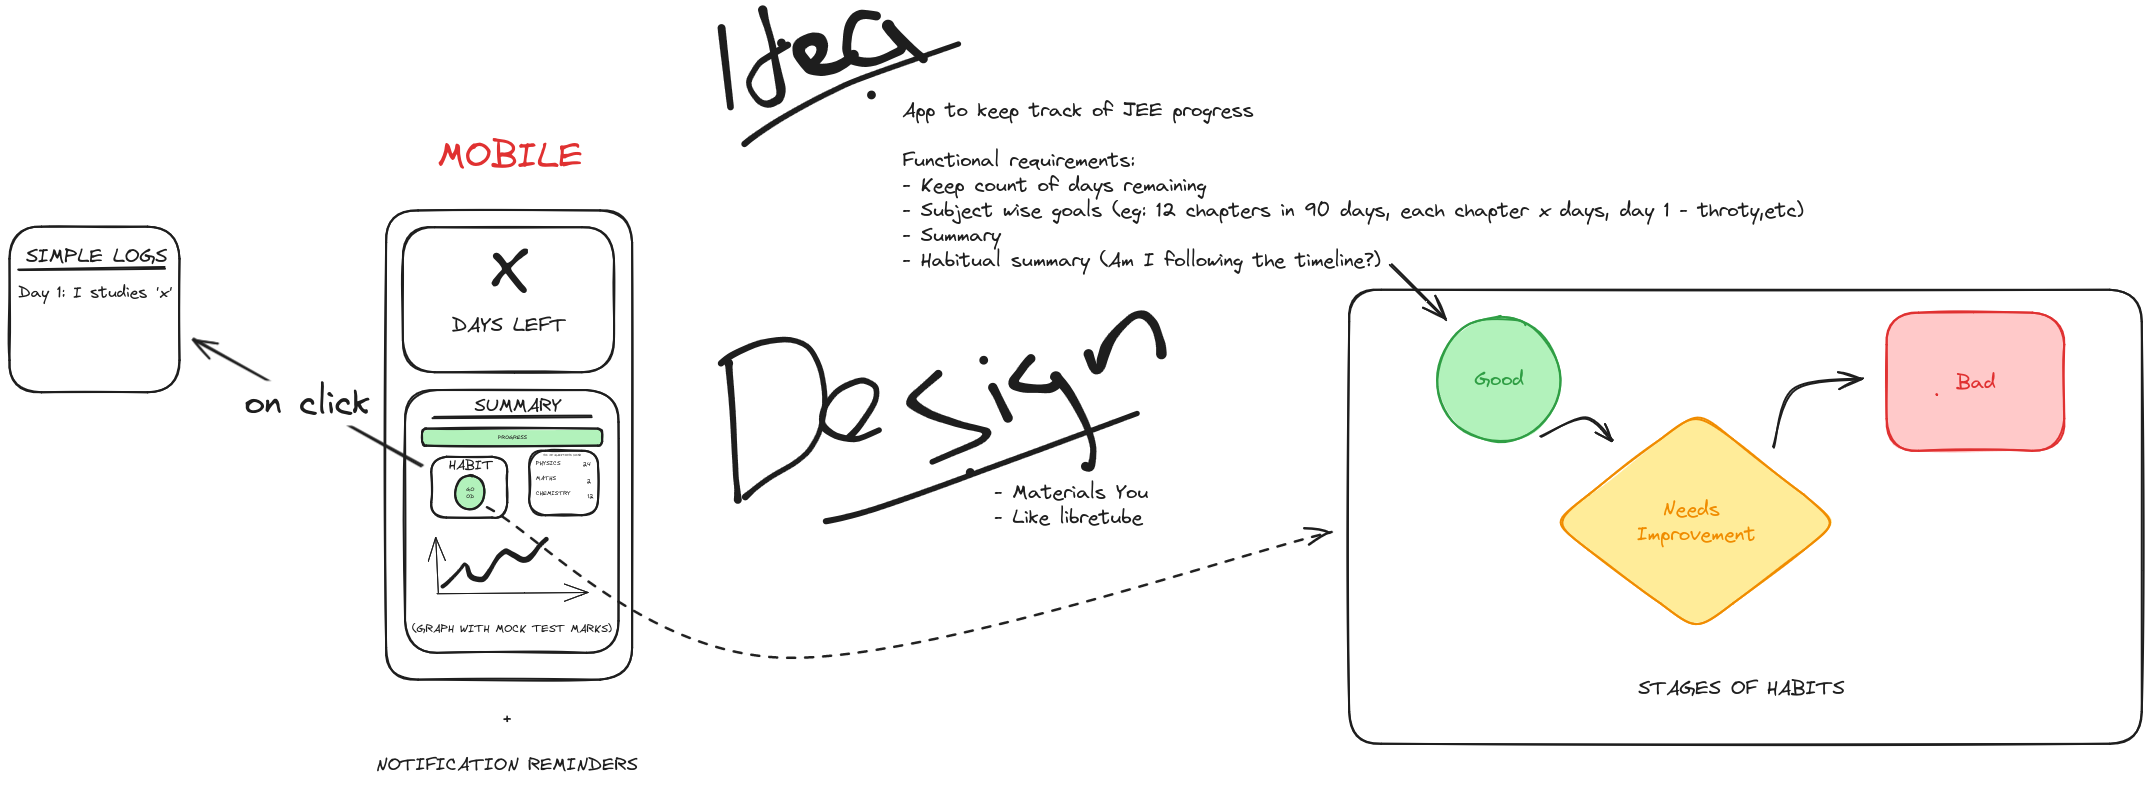 Idea
App to keep track of JEE progress
Functional requirements:
- Keep count of days remaining
- Subject wise goals (eg: 12 chapters in 90 days, each chapter x days, day 1 - throty,etc)
- Summary
- Habitual summary (Am I following the timeline?)
MOBILE
SIMPLE LOGS
Day 1: I studies 'x'
on click
X
DAYS LEFT
SUMMARY
PROGRESS
HABIT
GO
OD
PHYSICS 24
MATHS 2
CHEMISTRY 12
(GRAPH WITH MOCK TEST MARKS)
+
NOTIFICATION REMINDERS
Design
- Materials You
- Like libretube
Good
Needs
Improvement
Bad
STAGES OF HABITS